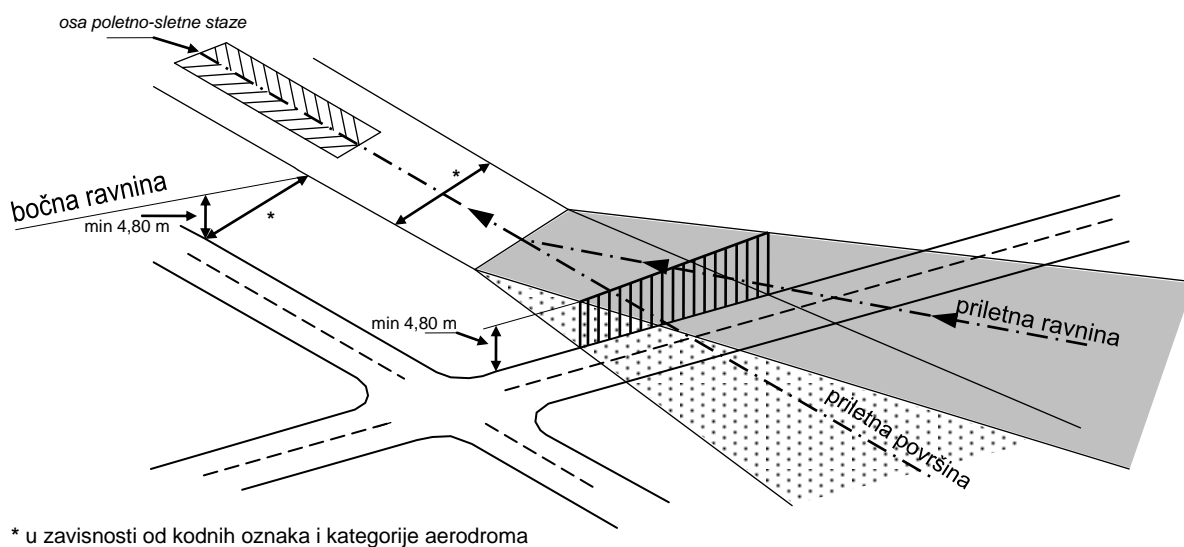 osa poletno-sletne staze
*
bočna ravnina
min 4,80 m
*
min 4,80 m
priletna ravnina
priletna površina
* u zavisnosti od kodnih oznaka i kategorije aerodroma